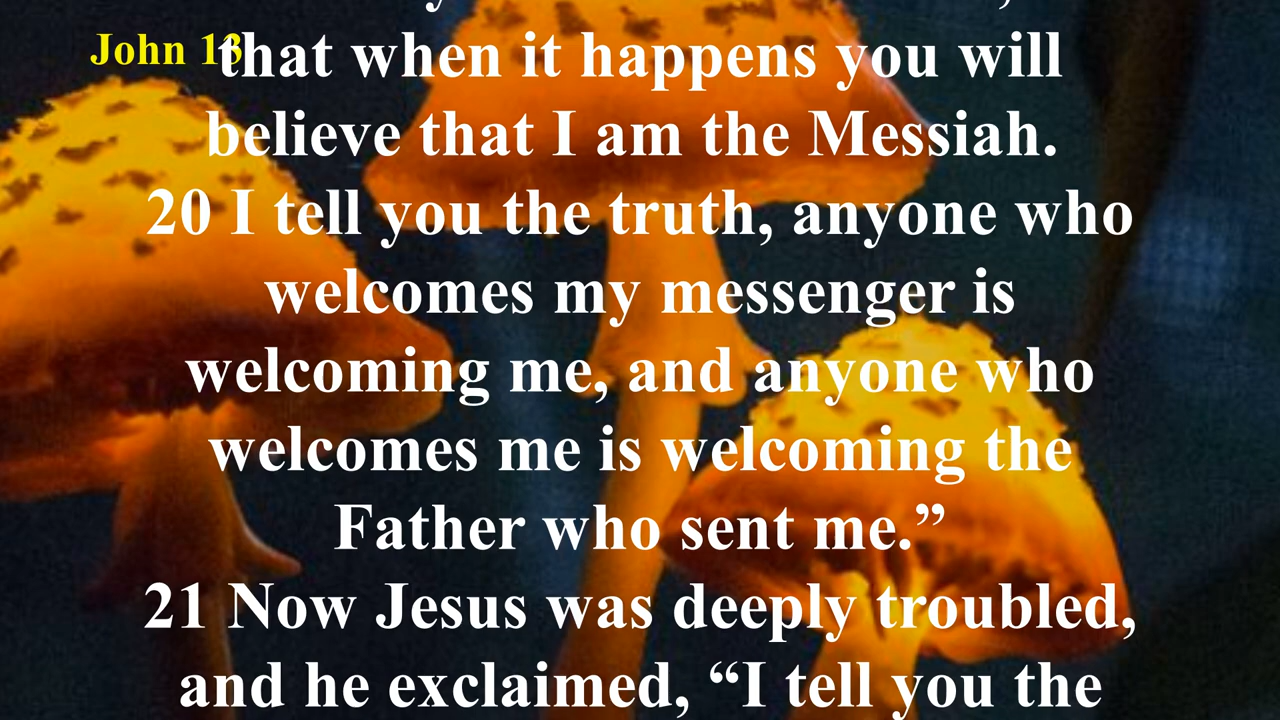 John 13
that when it happens you will
believe that I am the Messiah.
20 I tell you the truth, anyone who
welcomes my messenger is
welcoming me, and anyone who
welcomes me is welcoming the
Father who sent me.”
21 Now Jesus was deeply troubled,
and he exclaimed, “I tell you the